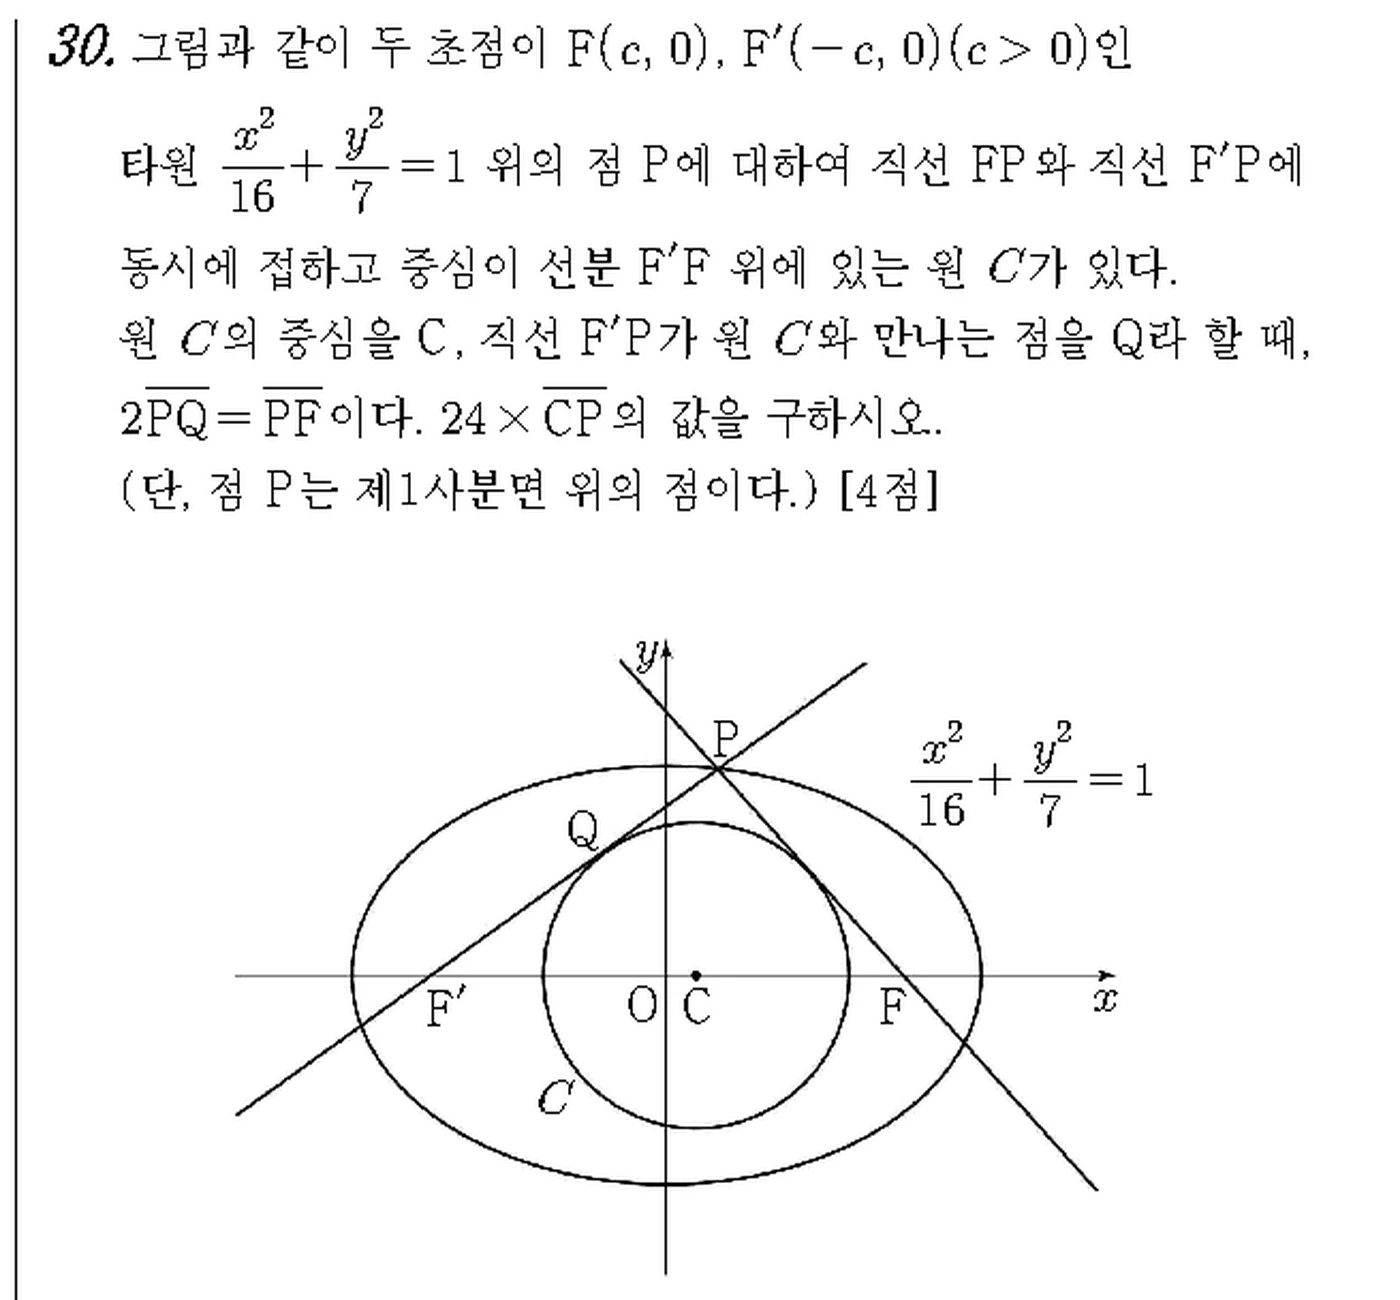 30. 그림과 같이 두 초점이 F(c, 0), F′(−c, 0)(c > 0)인
타원 x²/16 + y²/7 = 1 위의 점 P에 대하여 직선 FP와 직선 F′P에
동시에 접하고 중심이 선분 F′F 위에 있는 원 C가 있다.
원 C의 중심을 C, 직선 F′P가 원 C와 만나는 점을 Q라 할 때,
2P̅Q̅ = P̅F̅이다. 24 × C̅P̅의 값을 구하시오.
(단, 점 P는 제1사분면 위의 점이다.) [4점]
y
P
x²/16 + y²/7 = 1
Q
F′
O
C
F
x
C